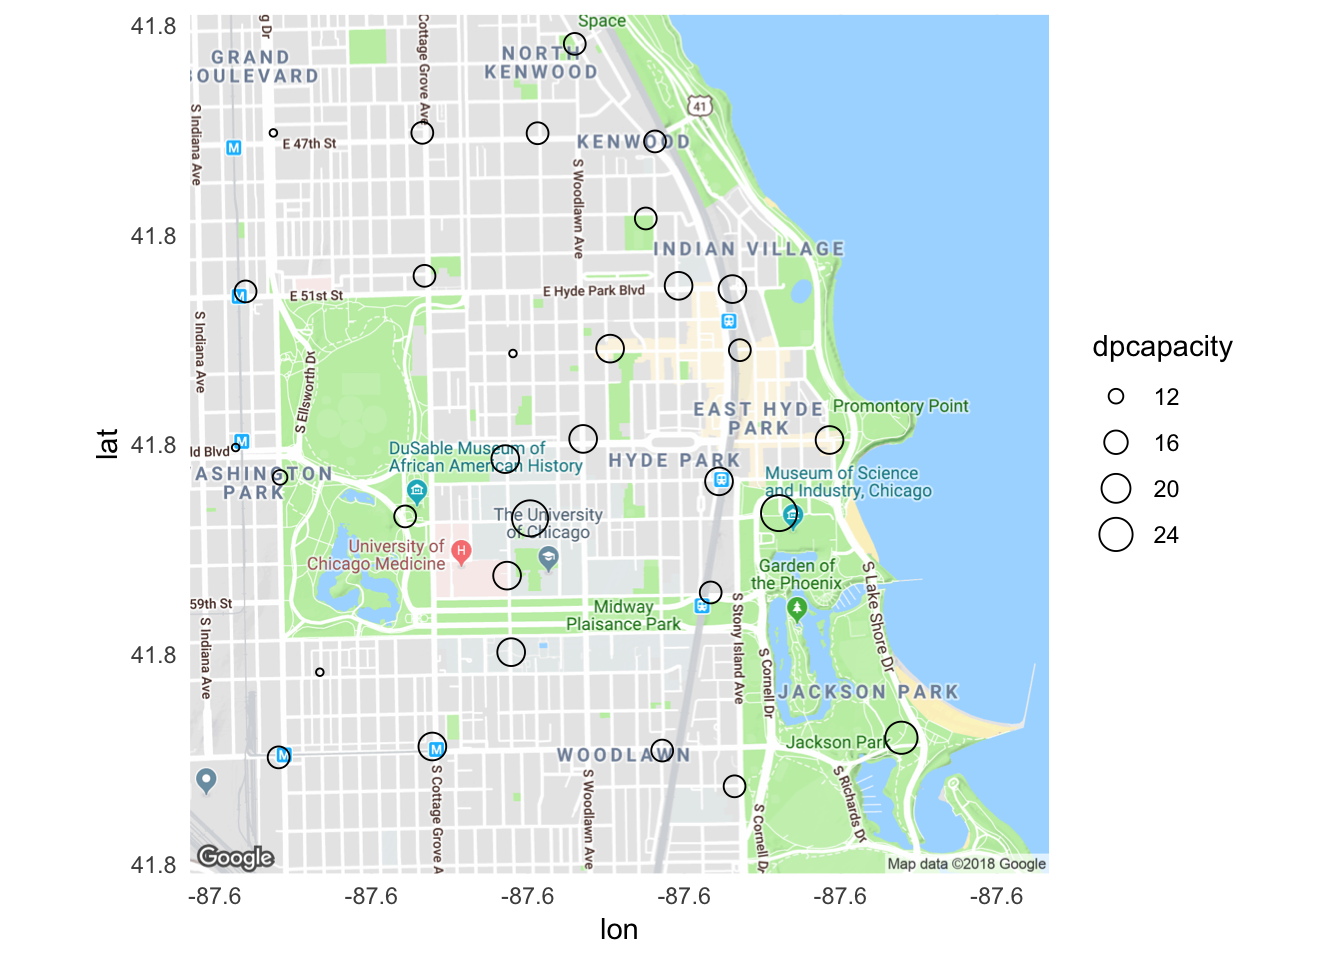 41.8
41.8
41.8
41.8
41.8
lat
-87.6
-87.6
-87.6
-87.6
-87.6
-87.6
lon
Space
GRAND
BOULEVARD
NORTH
KENWOOD
Cottage Grove Ave
g Dr
41
S Indiana Ave
M
E 47th St
KENWOOD
S Woodlawn Ave
INDIAN VILLAGE
M
E 51st St
E Hyde Park Blvd
S Indiana Ave
S Ellsworth Dr
EAST HYDE
PARK
Promontory Point
M
ld Blvd
DuSable Museum of
African American History
HYDE PARK
ASHINGTON
PARK
Museum of Science
and Industry, Chicago
The University
of Chicago
University of
Chicago Medicine
H
Garden of
the Phoenix
S Lake Shore Dr
59th St
Midway
Plaisance Park
S Indiana Ave
S Stony Island Ave
S Cornell Dr
JACKSON PARK
Jackson Park
M
M
WOODLAWN
S Cottage Grove A
S Woodlawn Ave
S Richards Dr
S Cornell Dr
Google
Map data ©2018 Google
dpcapacity
12
16
20
24